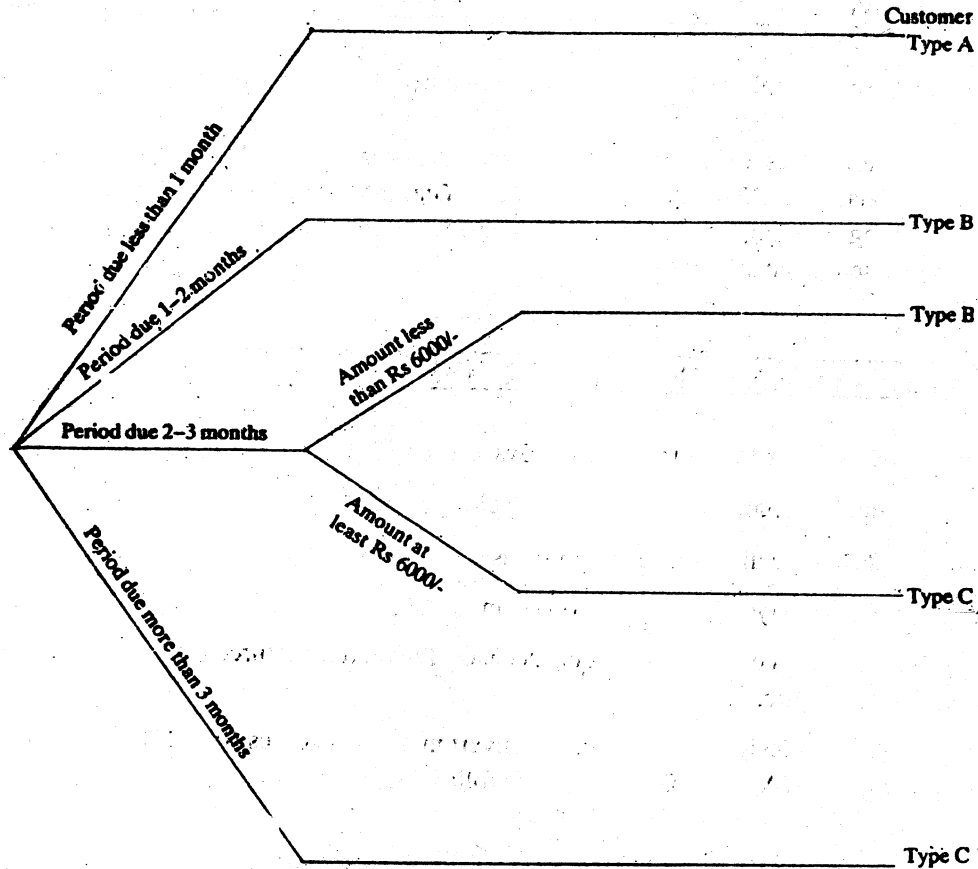 Customer
Type A
Period due less than 1 month
Type B
Period due 1–2 months
Type B
Amount less
than Rs 6000/-
Period due 2–3 months
Amount at
least Rs 6000/-
Type C
Period due more than 3 months
Type C